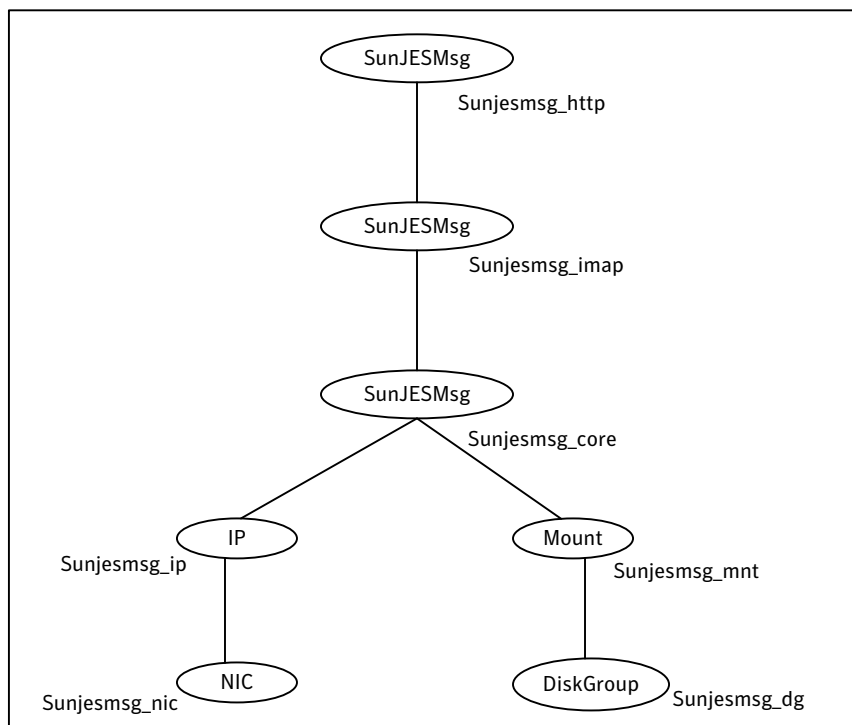 SunJESMsg
Sunjesmsg_http
SunJESMsg
Sunjesmsg_imap
SunJESMsg
Sunjesmsg_core
IP
Mount
Sunjesmsg_ip
Sunjesmsg_mnt
NIC
DiskGroup
Sunjesmsg_nic
Sunjesmsg_dg